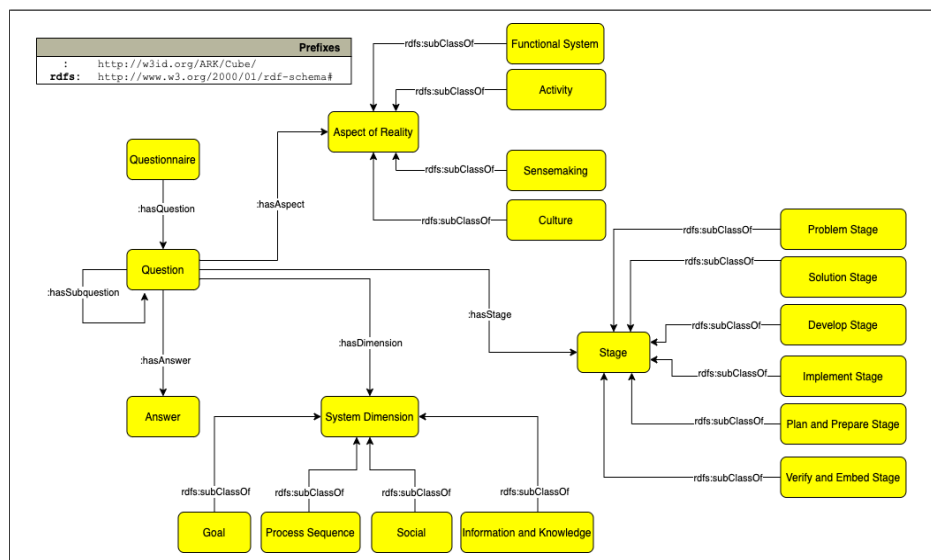 Prefixes
: http://w3id.org/ARK/Cube/
rdfs: http://www.w3.org/2000/01/rdf-schema#
rdfs:subClassOf
Functional System
rdfs:subClassOf
Activity
Aspect of Reality
Questionnaire
rdfs:subClassOf
Sensemaking
:hasQuestion
:hasAspect
rdfs:subClassOf
Culture
rdfs:subClassOf
Problem Stage
Question
rdfs:subClassOf
Solution Stage
:hasSubquestion
:hasStage
rdfs:subClassOf
Develop Stage
:hasDimension
Stage
:hasAnswer
rdfs:subClassOf
Implement Stage
Answer
System Dimension
rdfs:subClassOf
Plan and Prepare Stage
rdfs:subClassOf
Verify and Embed Stage
rdfs:subClassOf
rdfs:subClassOf
rdfs:subClassOf
rdfs:subClassOf
Goal
Process Sequence
Social
Information and Knowledge